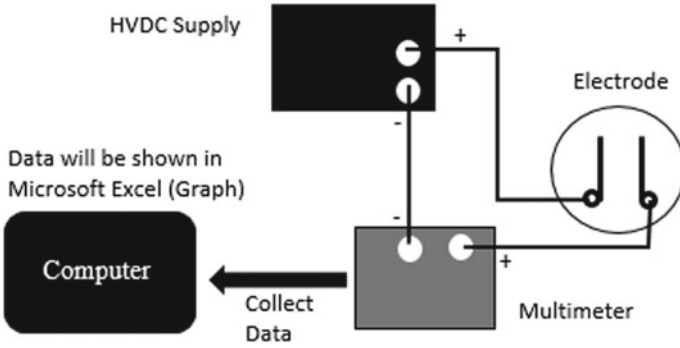 HVDC Supply
+
-
Electrode
Data will be shown in
Microsoft Excel (Graph)
-
Computer
+
Collect
Data
Multimeter